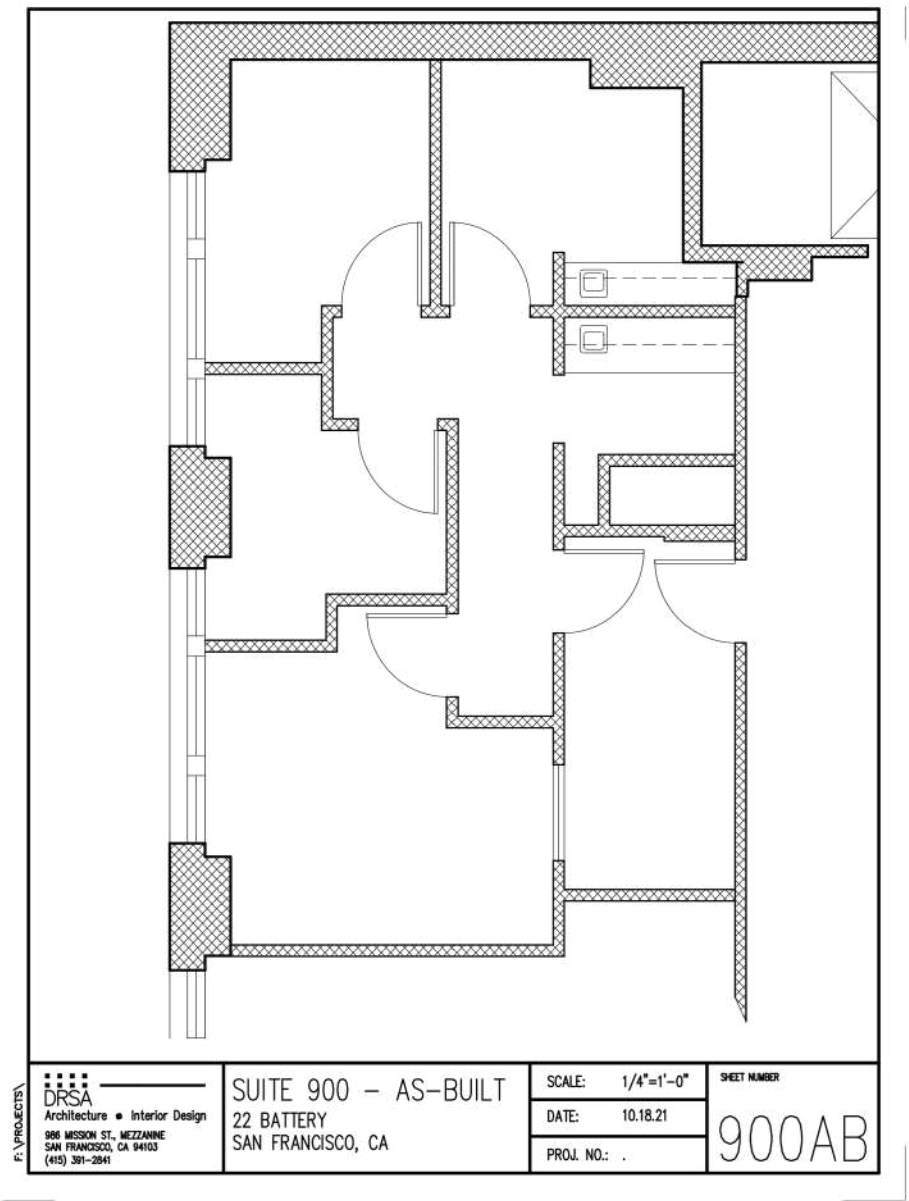 F: \PROJECTS\
DRSA
Architecture • Interior Design
986 MISSION ST., MEZZANINE
SAN FRANCISCO, CA 94103
(415) 391-2841
SUITE 900 - AS-BUILT
22 BATTERY
SAN FRANCISCO, CA
SCALE: 1/4"=1'-0"
DATE: 10.18.21
PROJ. NO.: .
SHEET NUMBER
900AB